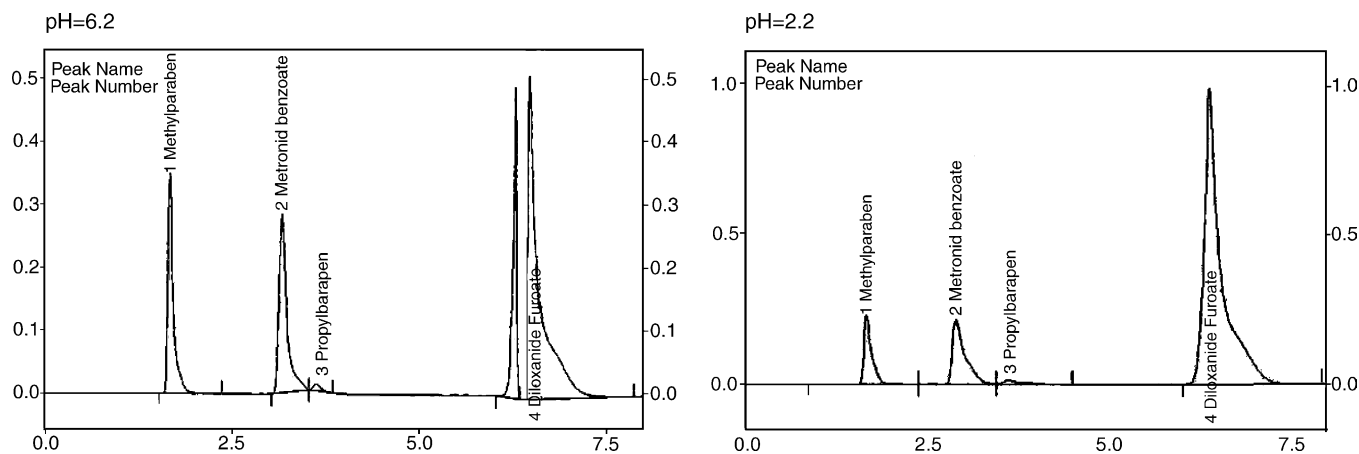 pH=6.2
Peak Name
Peak Number
0.5
0.4
0.3
0.2
0.1
0.0
1 Methylparaben
2 Metronid benzoate
3 Propylbarapen
4 Diloxanide Furoate
0.5
0.4
0.3
0.2
0.1
0.0
0.0
2.5
5.0
7.5
pH=2.2
Peak Name
Peak Number
1.0
0.5
0.0
1 Methylparaben
2 Metronid benzoate
3 Propylbarapen
4 Diloxanide Furoate
1.0
0.5
0.0
0.0
2.5
5.0
7.5